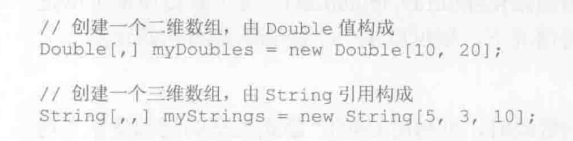 // 创建一个二维数组，由 Double 值构成
Double[,] myDoubles = new Double[10, 20];
// 创建一个三维数组，由 String 引用构成
String[,,] myStrings = new String[5, 3, 10];